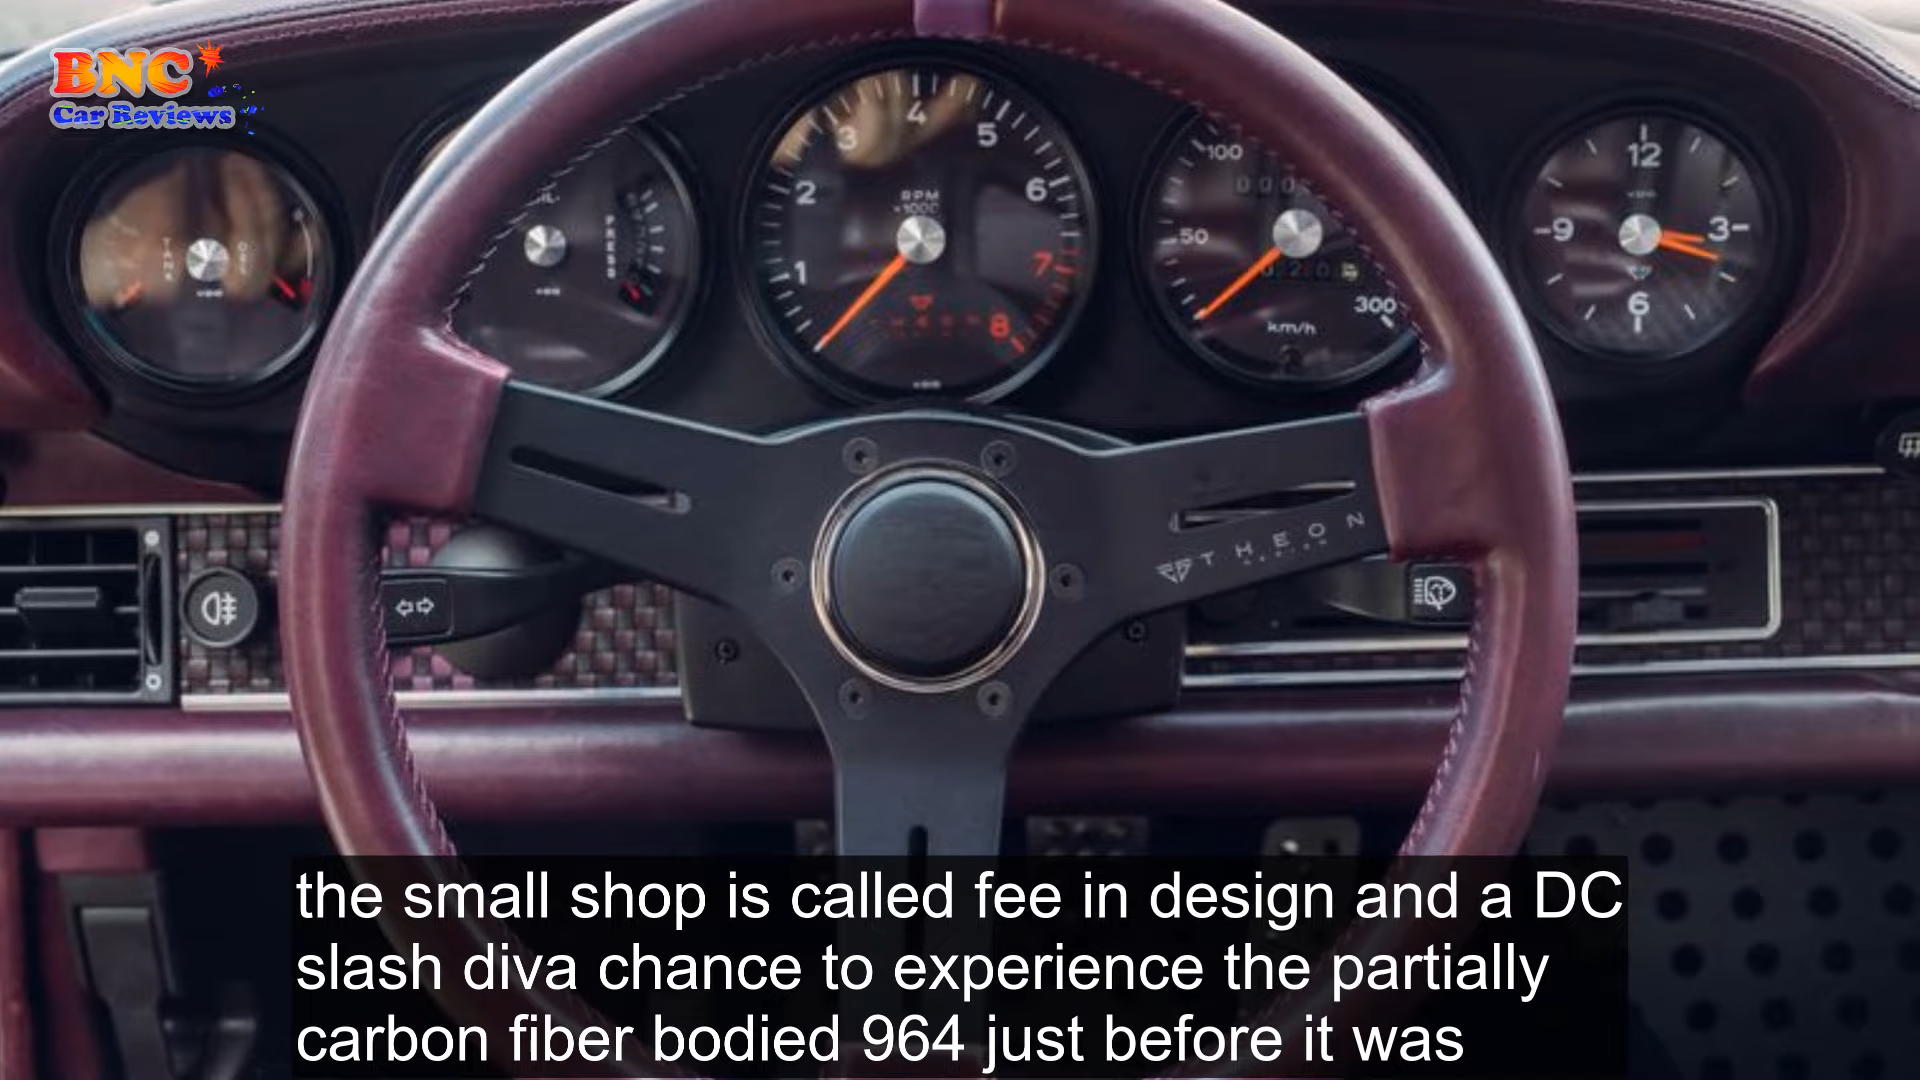 BNC
Car Reviews
3
4
5
2
6
RPM
×1000
1
7
8
100
50
300
km/h
12
9
3
6
THEON
DESIGN
the small shop is called fee in design and a DC
slash diva chance to experience the partially
carbon fiber bodied 964 just before it was